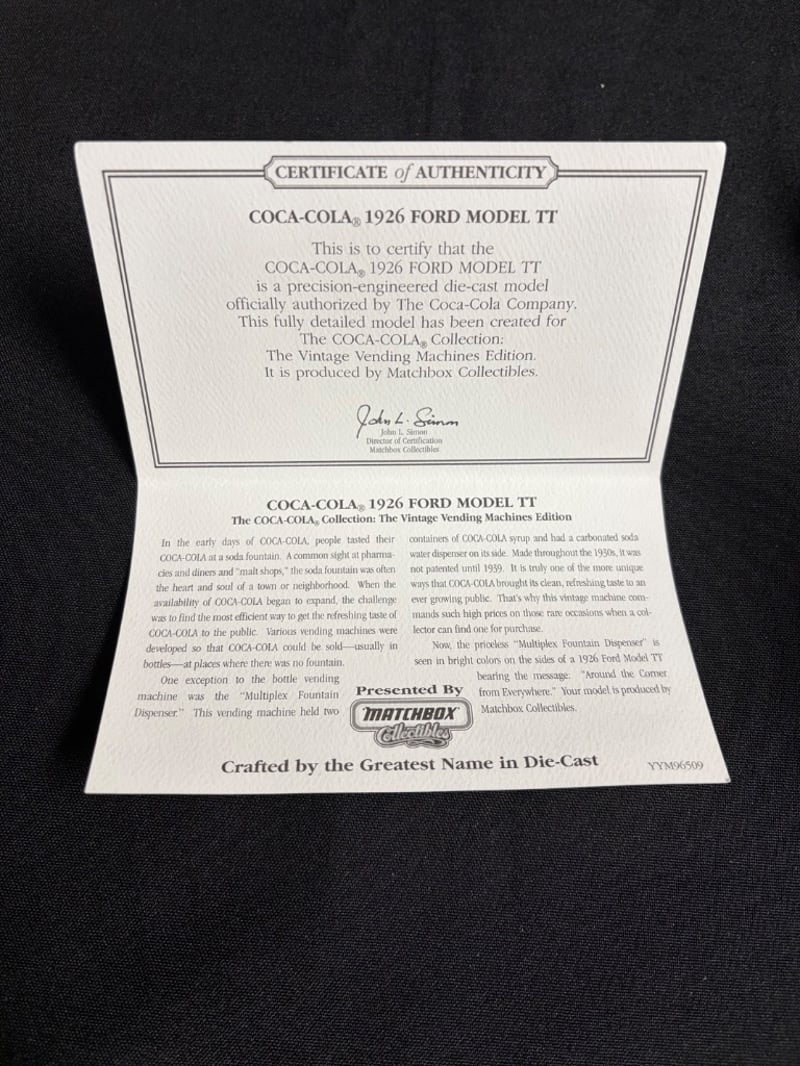 CERTIFICATE of AUTHENTICITY
COCA-COLA® 1926 FORD MODEL TT
This is to certify that the
COCA-COLA® 1926 FORD MODEL TT
is a precision-engineered die-cast model
officially authorized by The Coca-Cola Company.
This fully detailed model has been created for
The COCA-COLA® Collection:
The Vintage Vending Machines Edition.
It is produced by Matchbox Collectibles.
John L. Simon
John L. Simon
Director of Certification
Matchbox Collectibles
COCA-COLA® 1926 FORD MODEL TT
The COCA-COLA® Collection: The Vintage Vending Machines Edition
In the early days of COCA-COLA, people tasted their
COCA-COLA at a soda fountain. A common sight at pharma-
cies and diners and "malt shops," the soda fountain was often
the heart and soul of a town or neighborhood. When the
availability of COCA-COLA began to expand, the challenge
was to find the most efficient way to get the refreshing taste of
COCA-COLA to the public. Various vending machines were
developed so that COCA-COLA could be sold—usually in
bottles—at places where there was no fountain.
One exception to the bottle vending
machine was the "Multiplex Fountain
Dispenser." This vending machine held two
containers of COCA-COLA syrup and had a carbonated soda
water dispenser on its side. Made throughout the 1930s, it was
not patented until 1939. It is truly one of the more unique
ways that COCA-COLA brought its clean, refreshing taste to an
ever growing public. That's why this vintage machine com-
mands such high prices on those rare occasions when a col-
lector can find one for purchase.
Now, the priceless "Multiplex Fountain Dispenser" is
seen in bright colors on the sides of a 1926 Ford Model TT
bearing the message: "Around the Corner
from Everywhere." Your model is produced by
Matchbox Collectibles.
Presented By
MATCHBOX
Collectibles
Crafted by the Greatest Name in Die-Cast
YYM96509